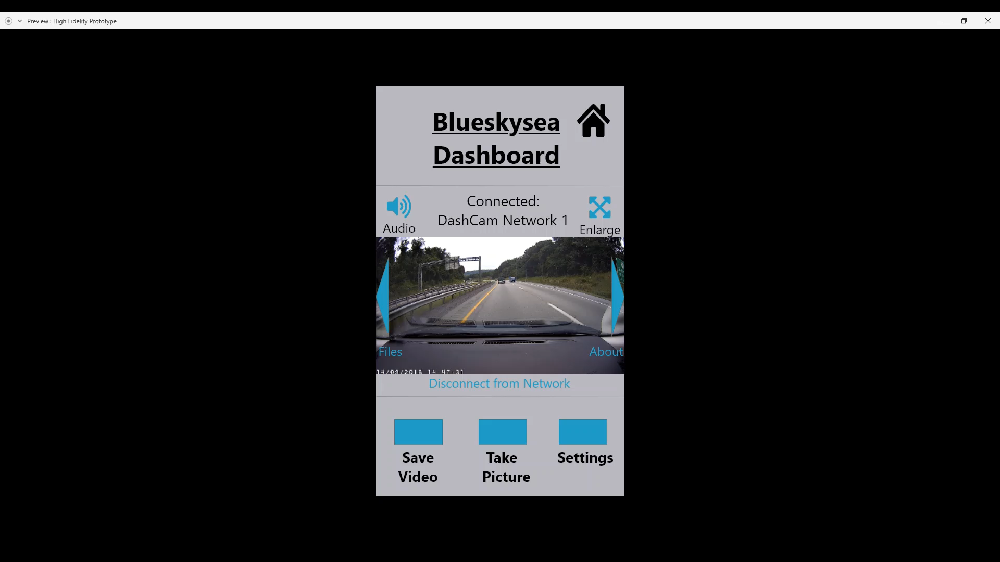 Preview : High Fidelity Prototype
Blueskysea
Dashboard
Connected:
DashCam Network 1
Audio
Enlarge
Files
About
14/09/2018 14:47:31
Disconnect from Network
Save
Video
Take
Picture
Settings